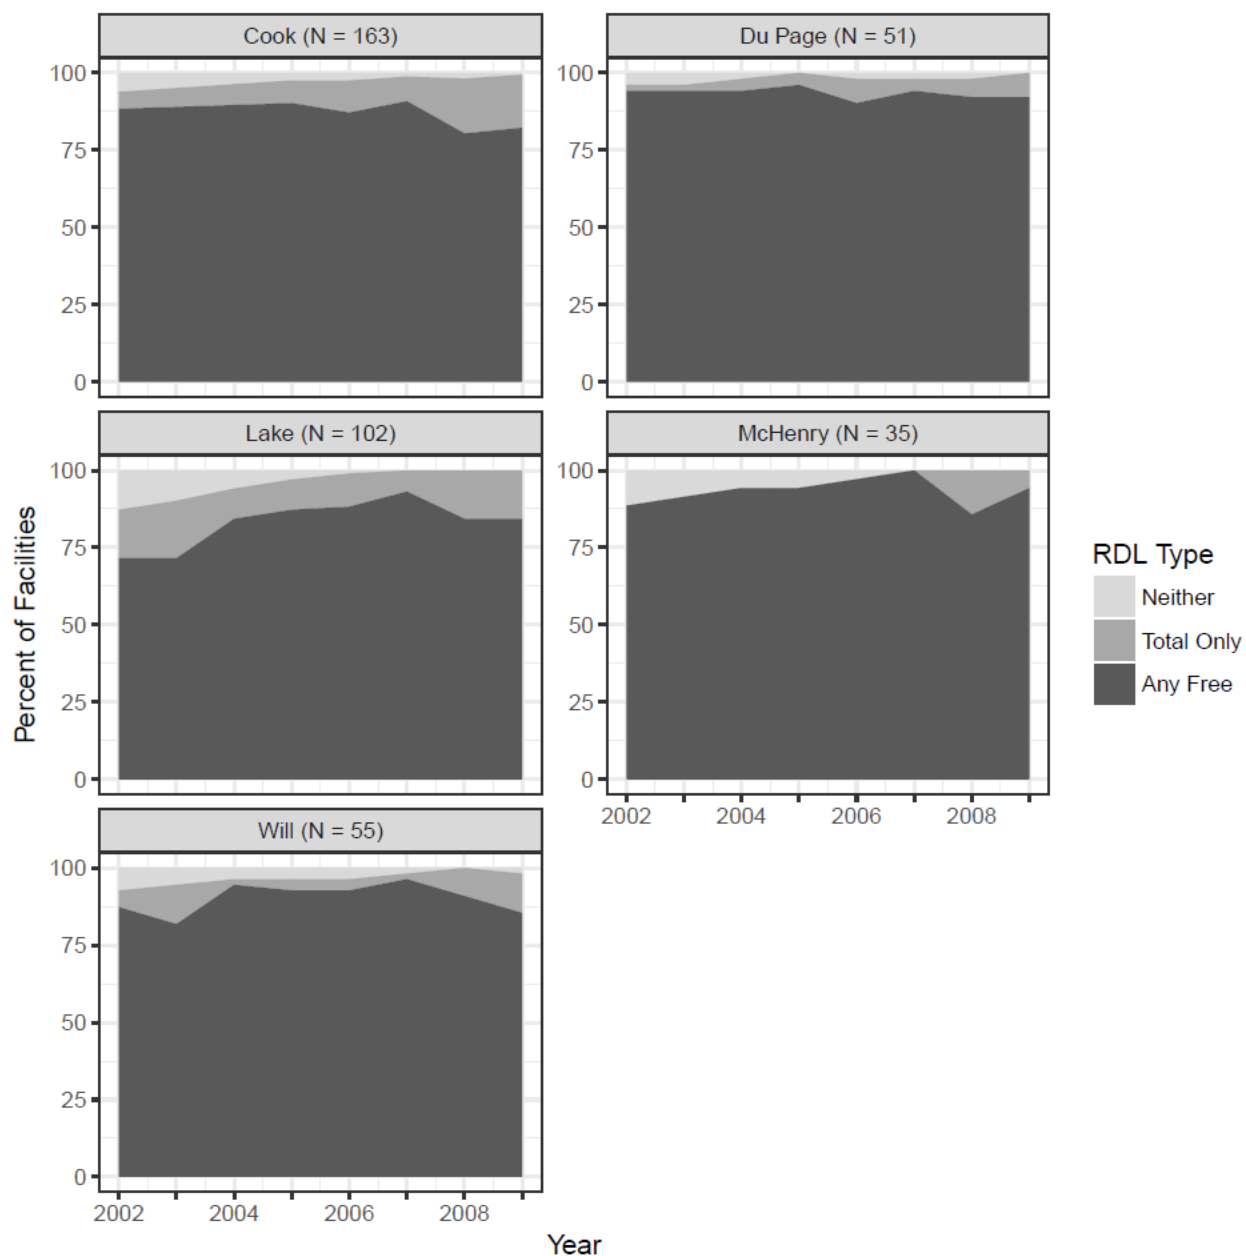 Cook (N = 163)
Du Page (N = 51)
100
75
50
25
0
100
75
50
25
0
Lake (N = 102)
McHenry (N = 35)
100
75
50
25
0
100
75
50
25
0
2002 2004 2006 2008
Will (N = 55)
100
75
50
25
0
2002 2004 2006 2008
Year
Percent of Facilities
RDL Type
Neither
Total Only
Any Free